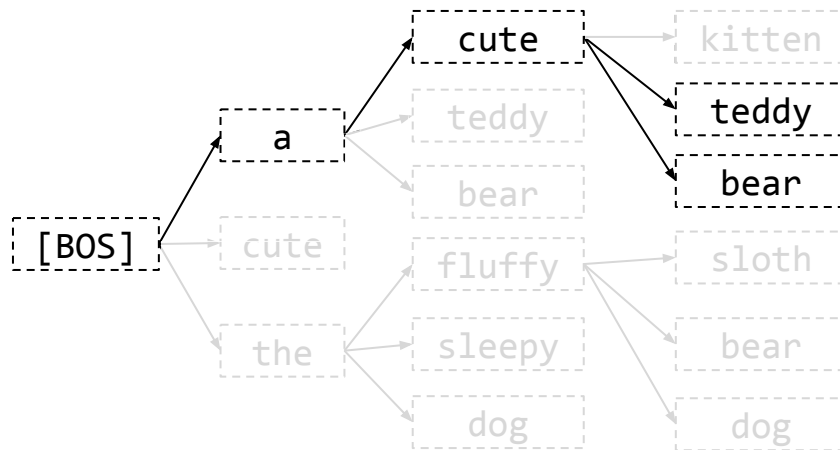 cute kitten
teddy teddy
a
bear bear
[BOS] cute
fluffy sloth
the sleepy bear
dog dog